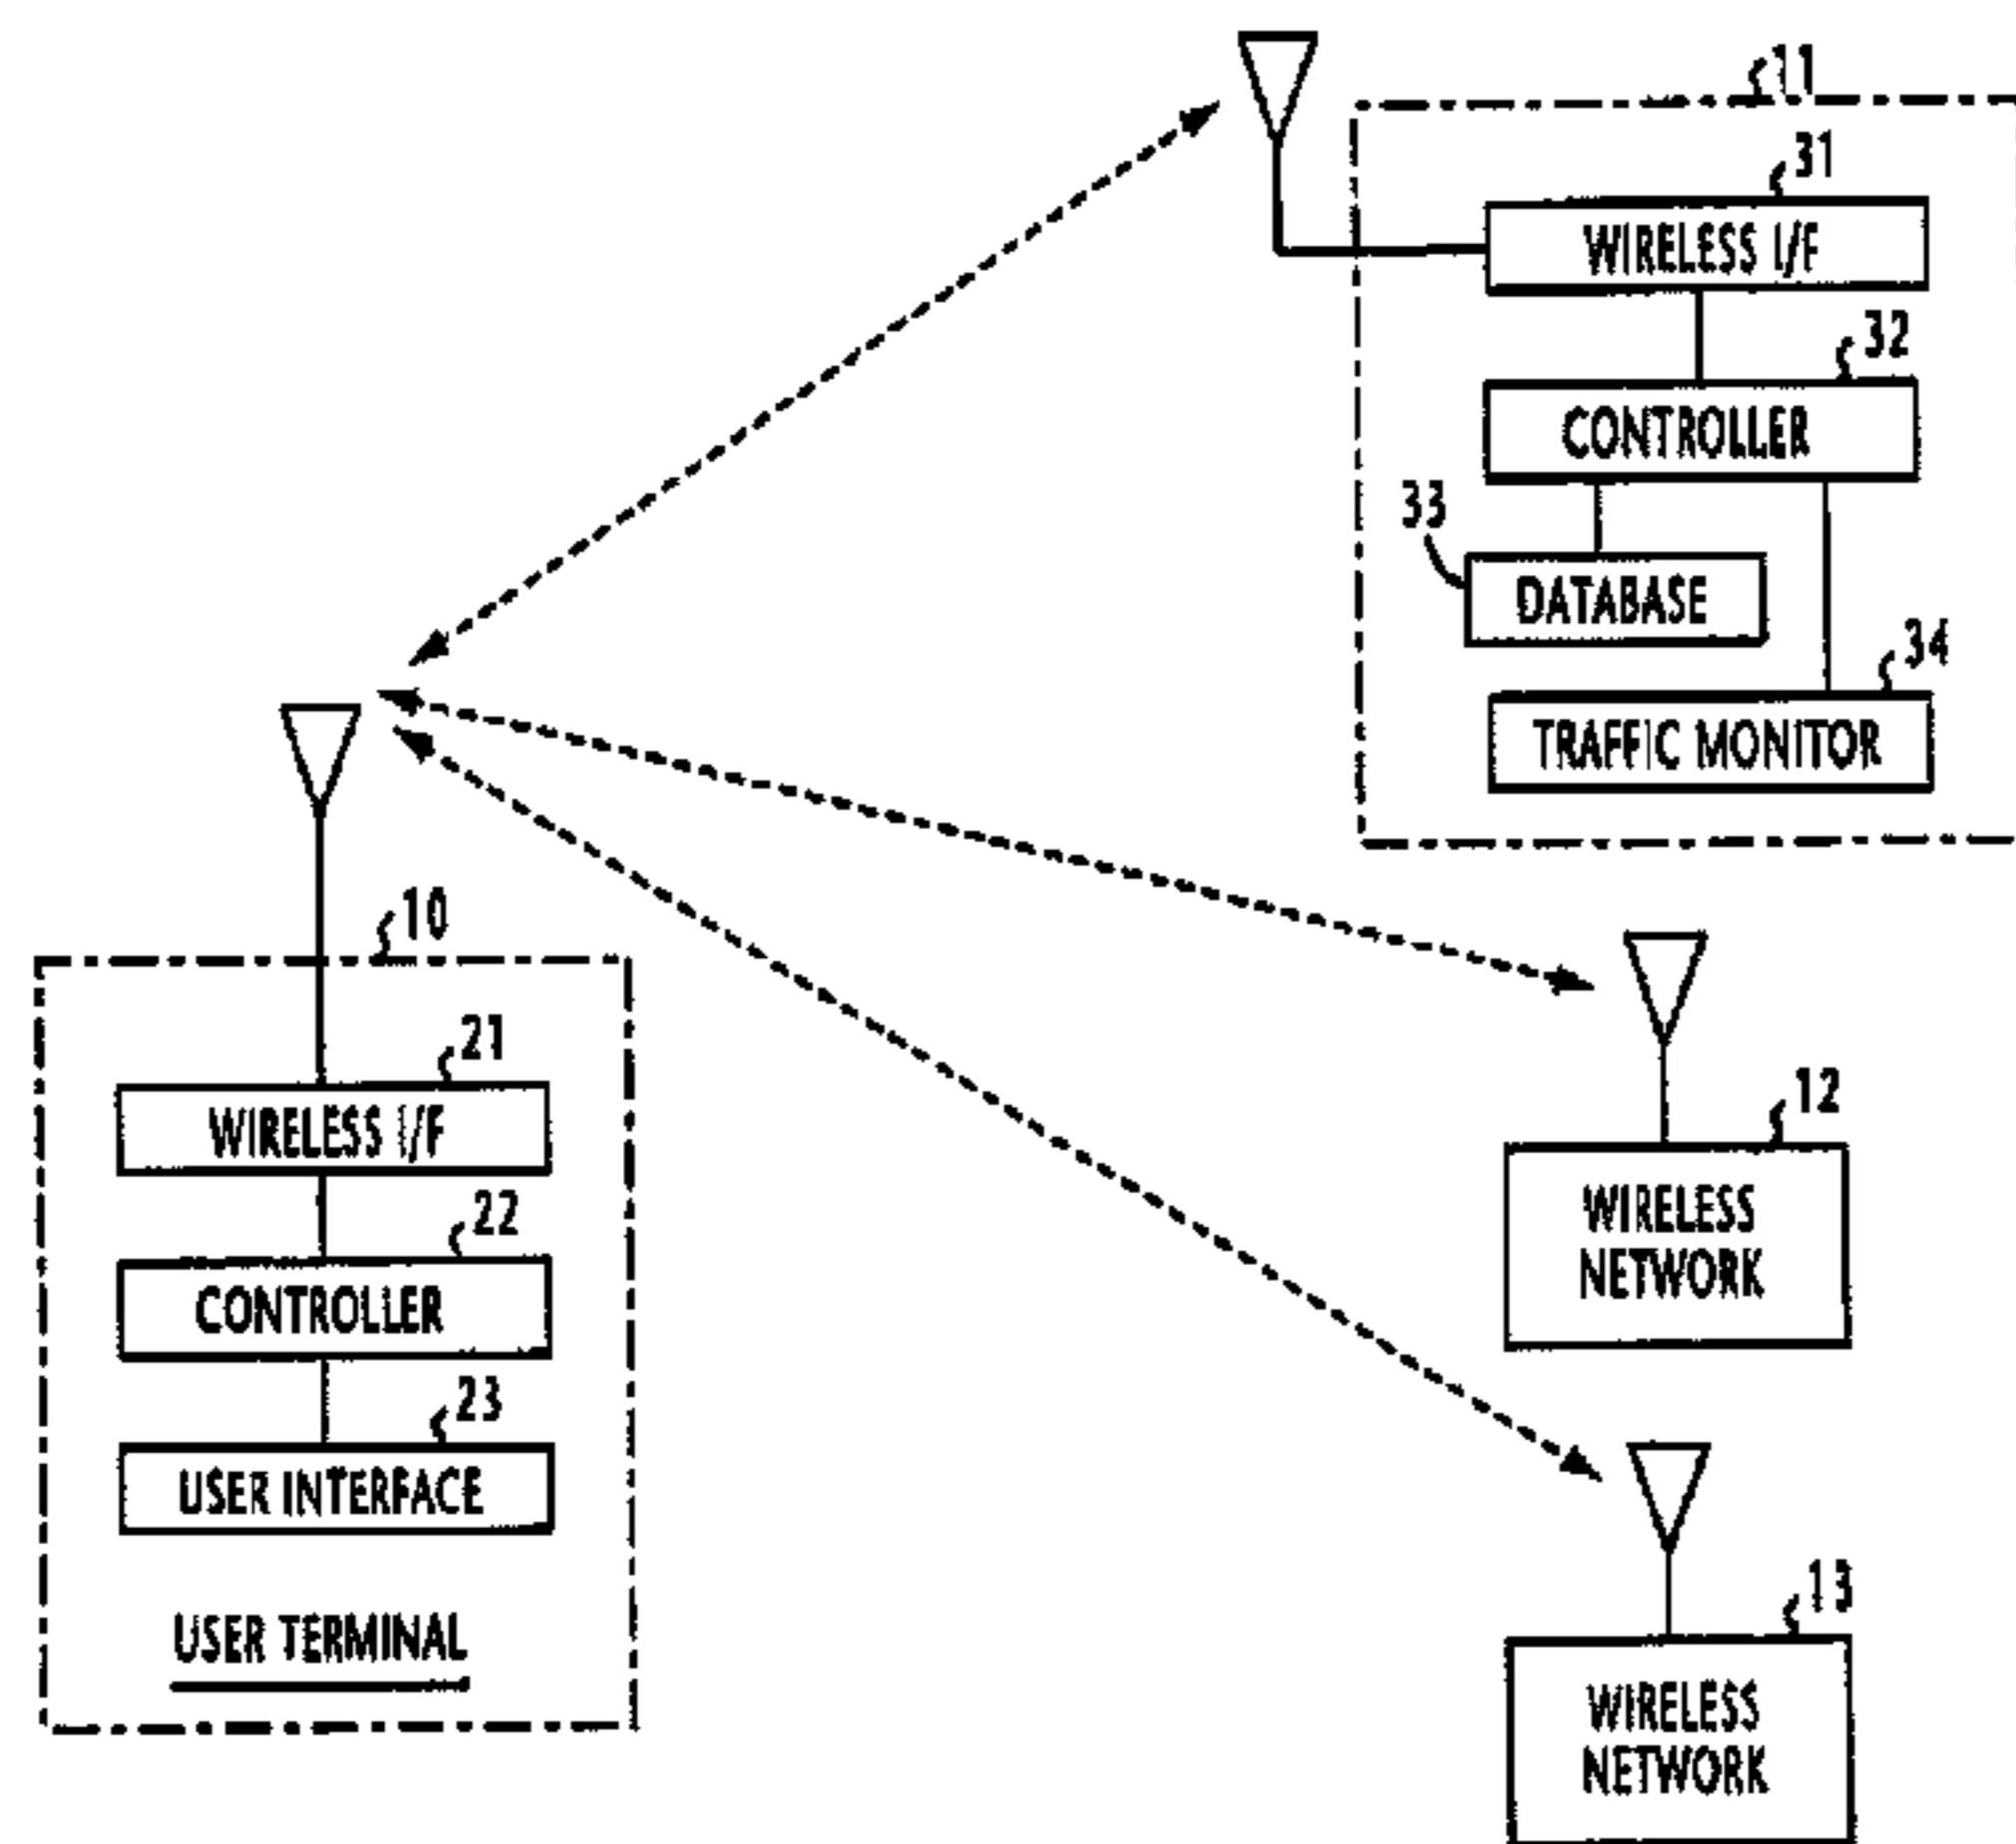 11
31
WIRELESS I/F
32
CONTROLLER
33
DATABASE
34
TRAFFIC MONITOR
10
21
WIRELESS I/F
22
CONTROLLER
23
USER INTERFACE
USER TERMINAL
12
WIRELESS
NETWORK
13
WIRELESS
NETWORK